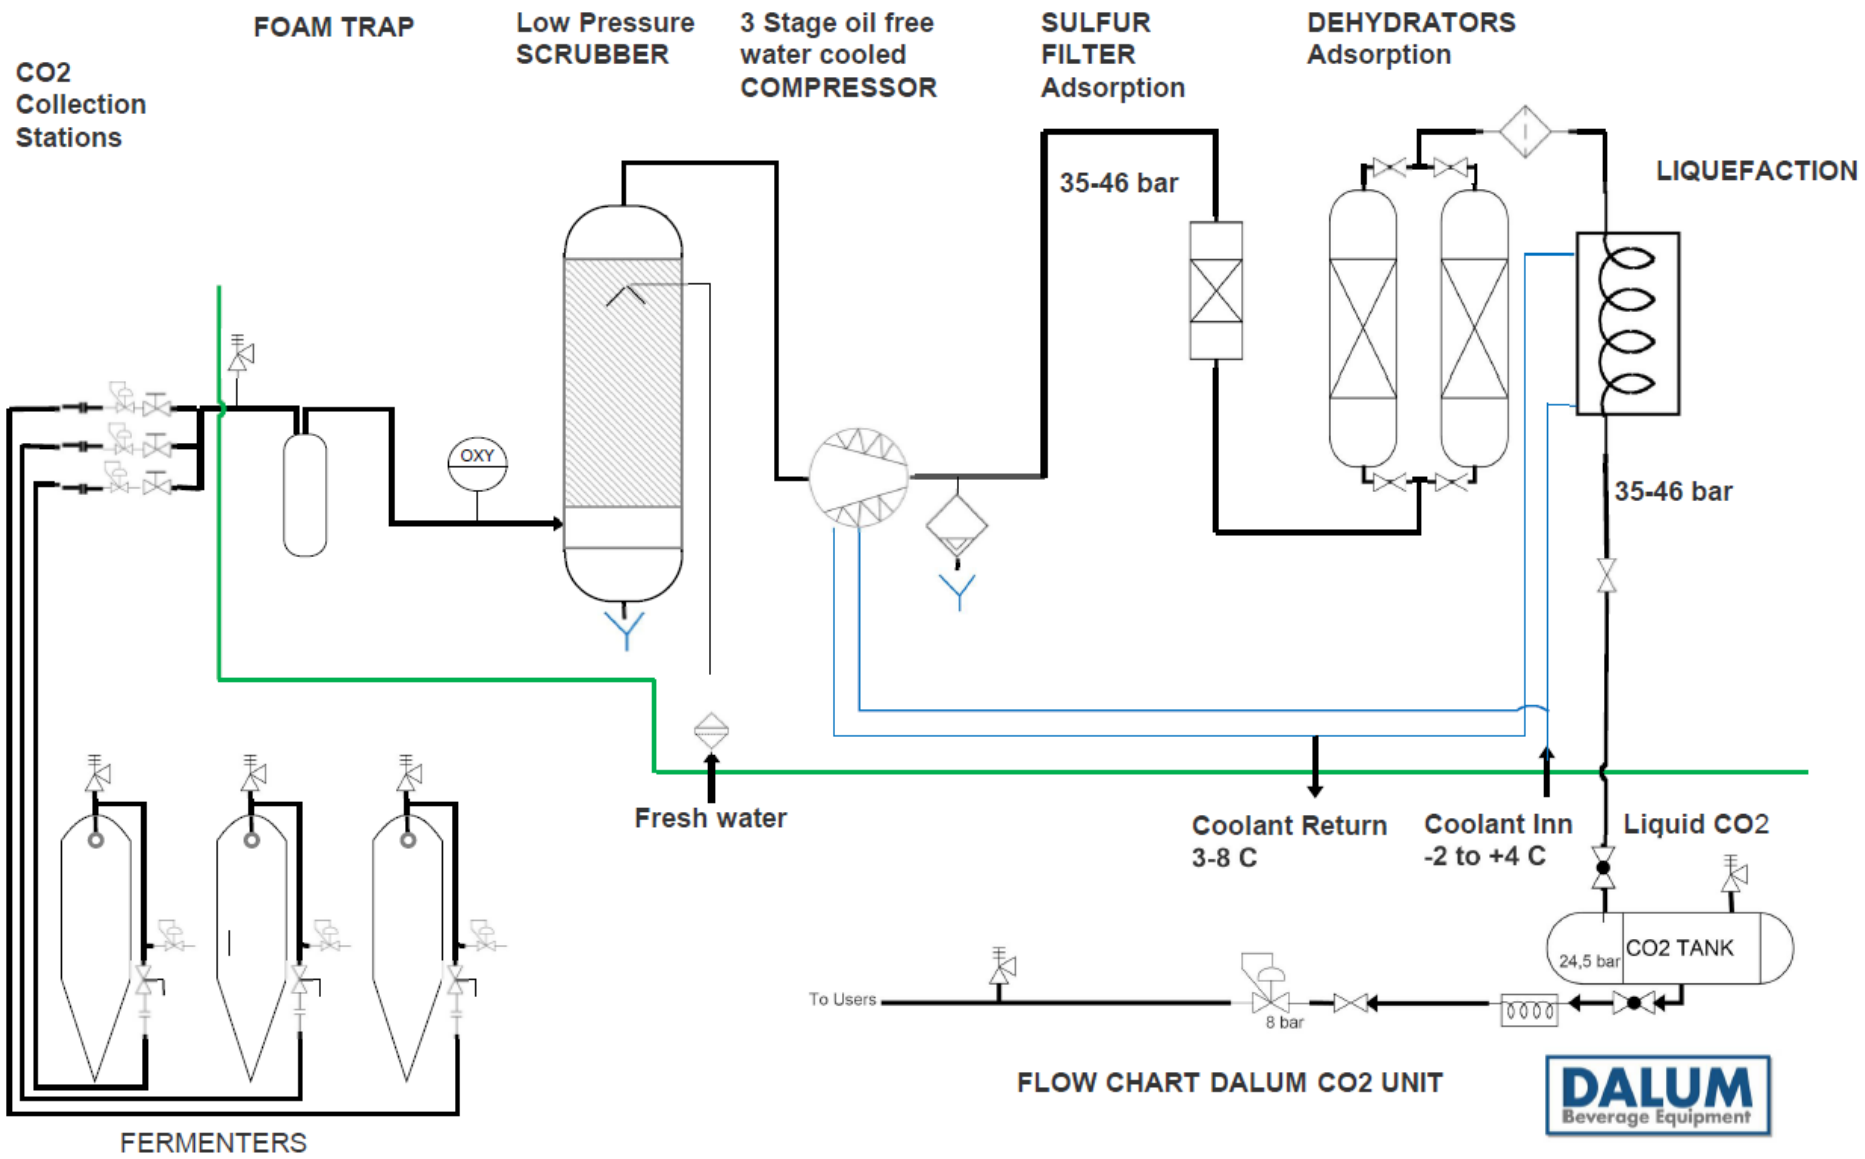 FOAM TRAP
Low Pressure
SCRUBBER
3 Stage oil free
water cooled
COMPRESSOR
SULFUR
FILTER
Adsorption
DEHYDRATORS
Adsorption
CO2
Collection
Stations
LIQUEFACTION
35-46 bar
OXY
35-46 bar
Fresh water
Coolant Return
3-8 C
Coolant Inn
-2 to +4 C
Liquid CO2
CO2 TANK
24,5 bar
To Users
8 bar
FLOW CHART DALUM CO2 UNIT
DALUM
Beverage Equipment
FERMENTERS